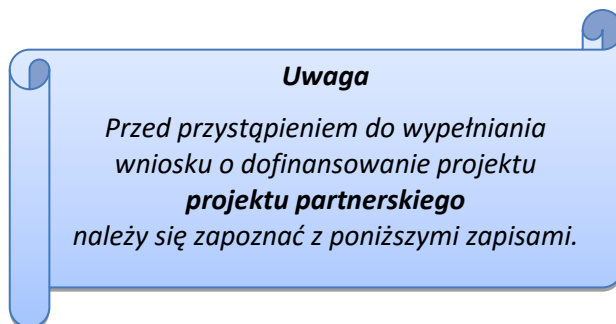 Uwaga
Przed przystąpieniem do wypełniania
wniosku o dofinansowanie projektu
projektu partnerskiego
należy się zapoznać z poniższymi zapisami.